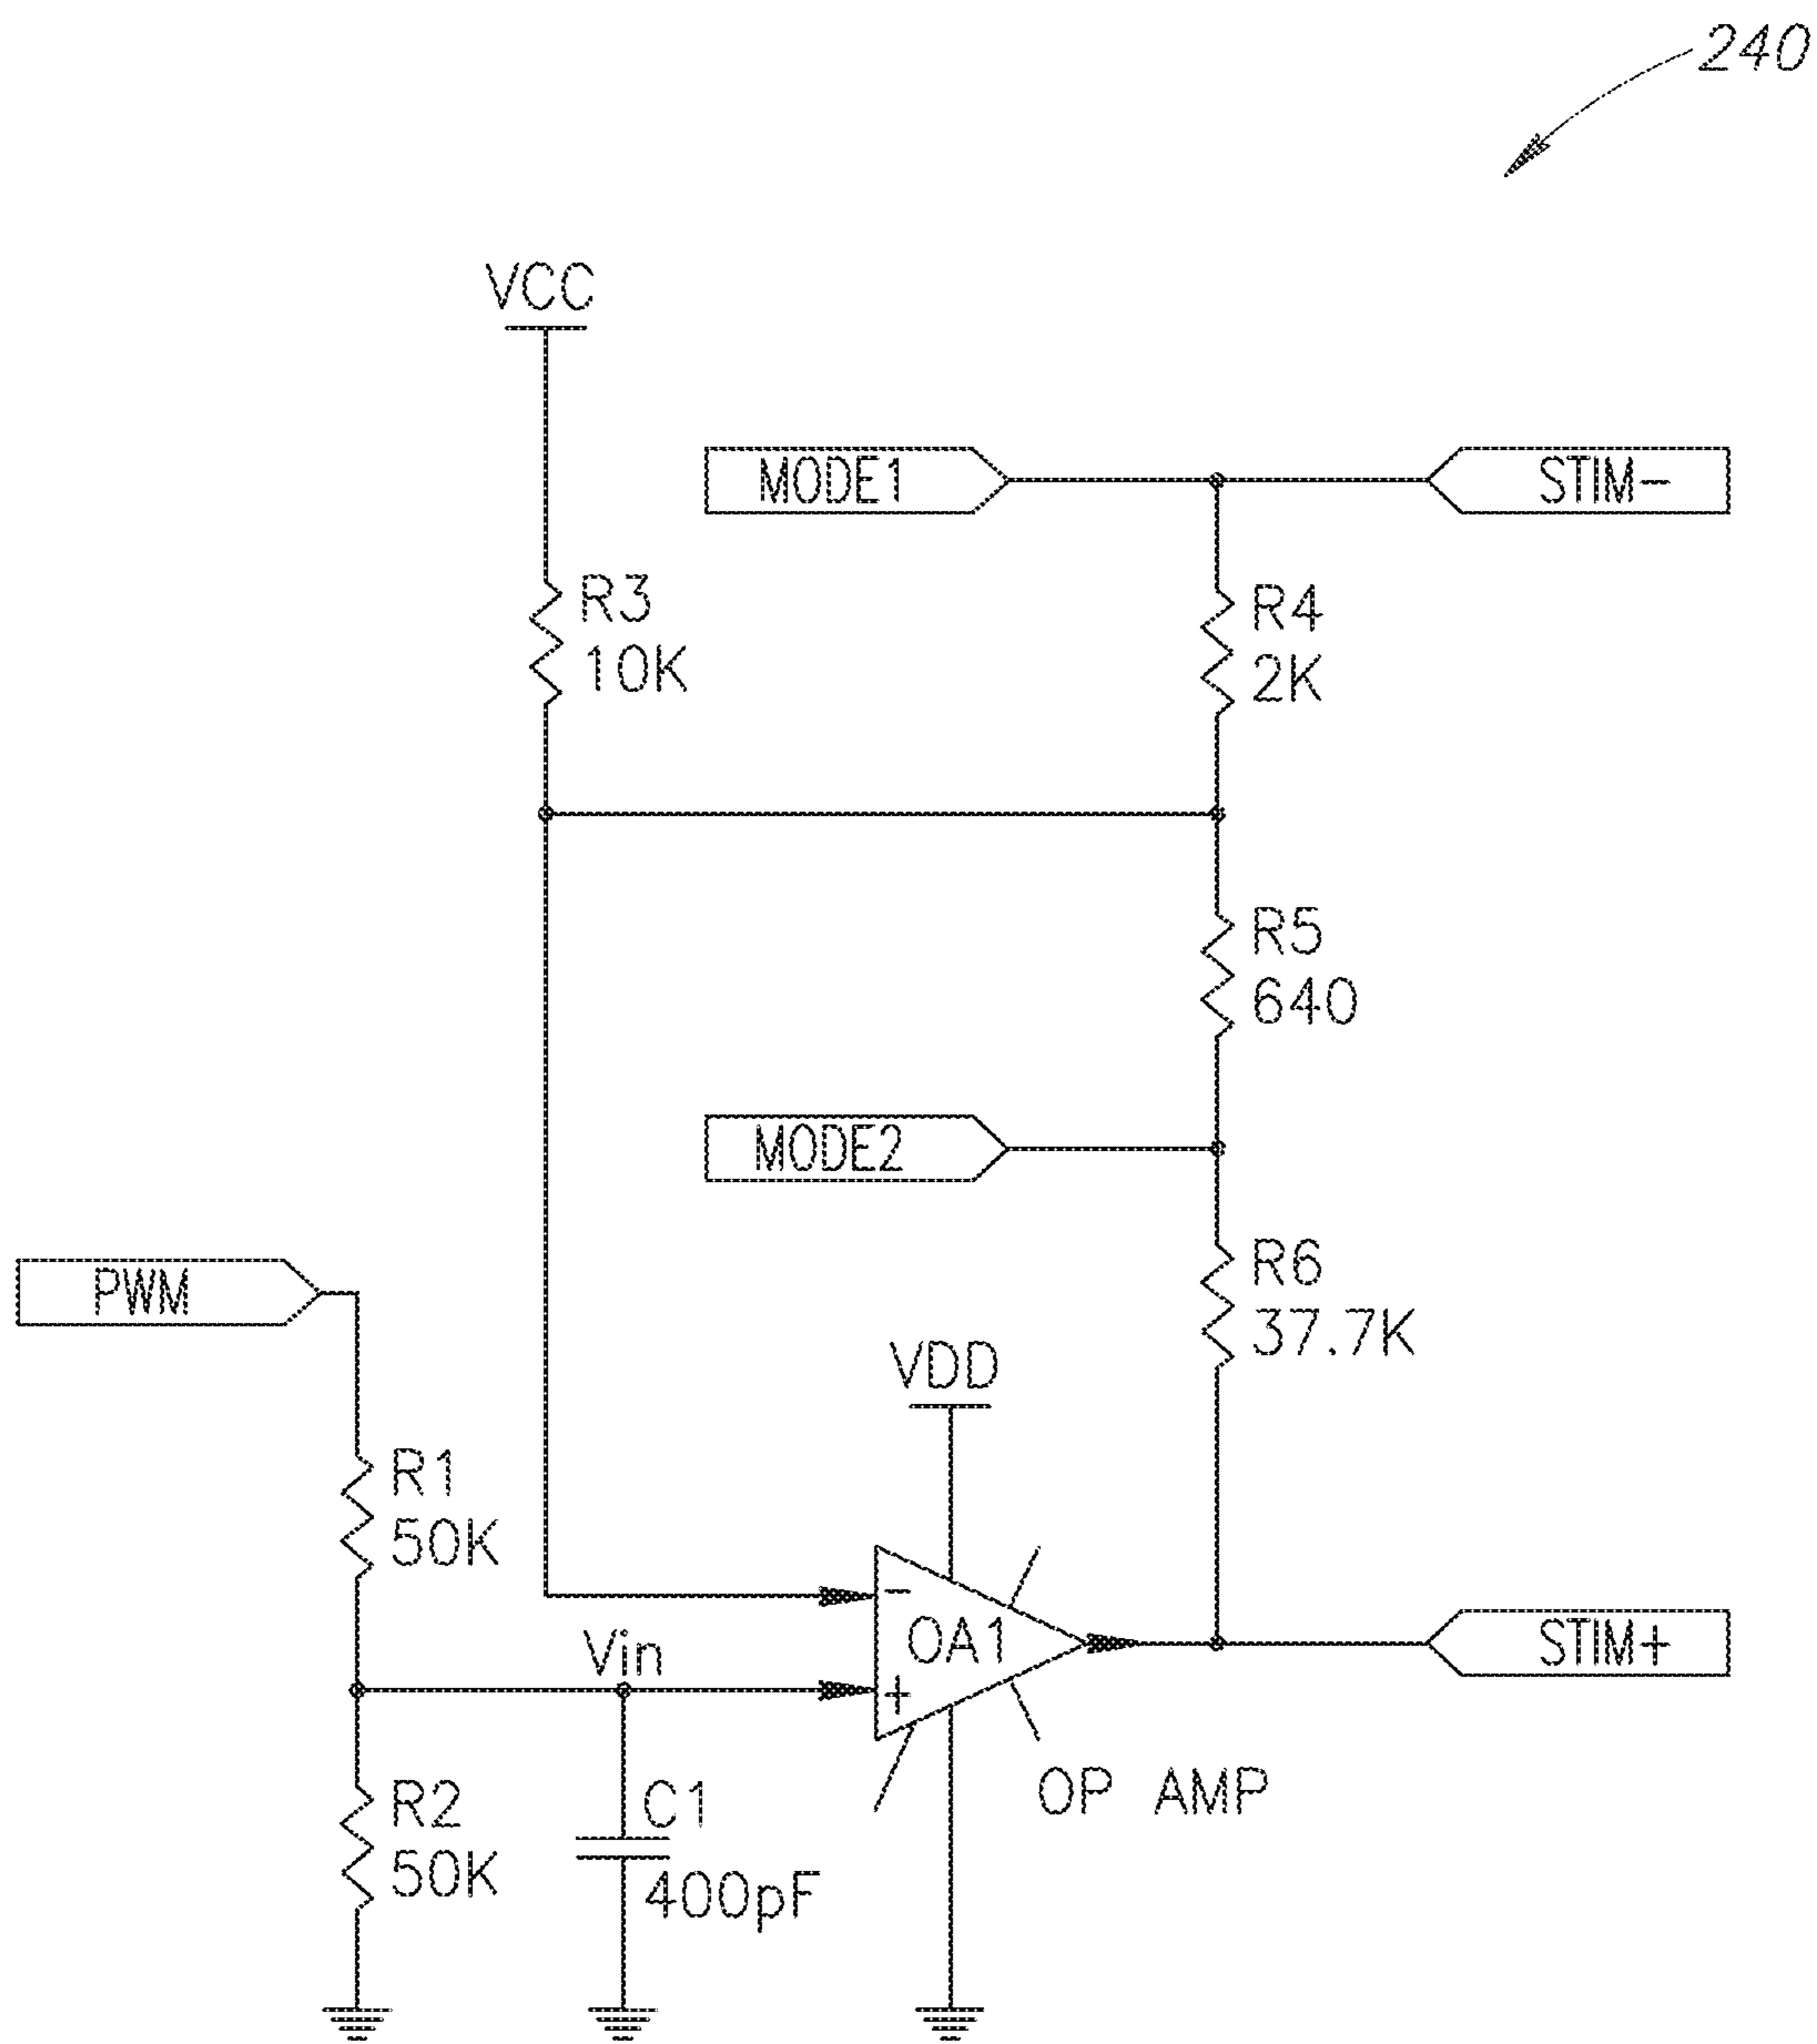 240
VCC
MODE1
STIM-
R3
10K
R4
2K
R5
640
MODE2
PWM
R6
37.7K
VDD
R1
50K
-
OA1
+
Vin
STIM+
OP AMP
R2
50K
C1
400pF